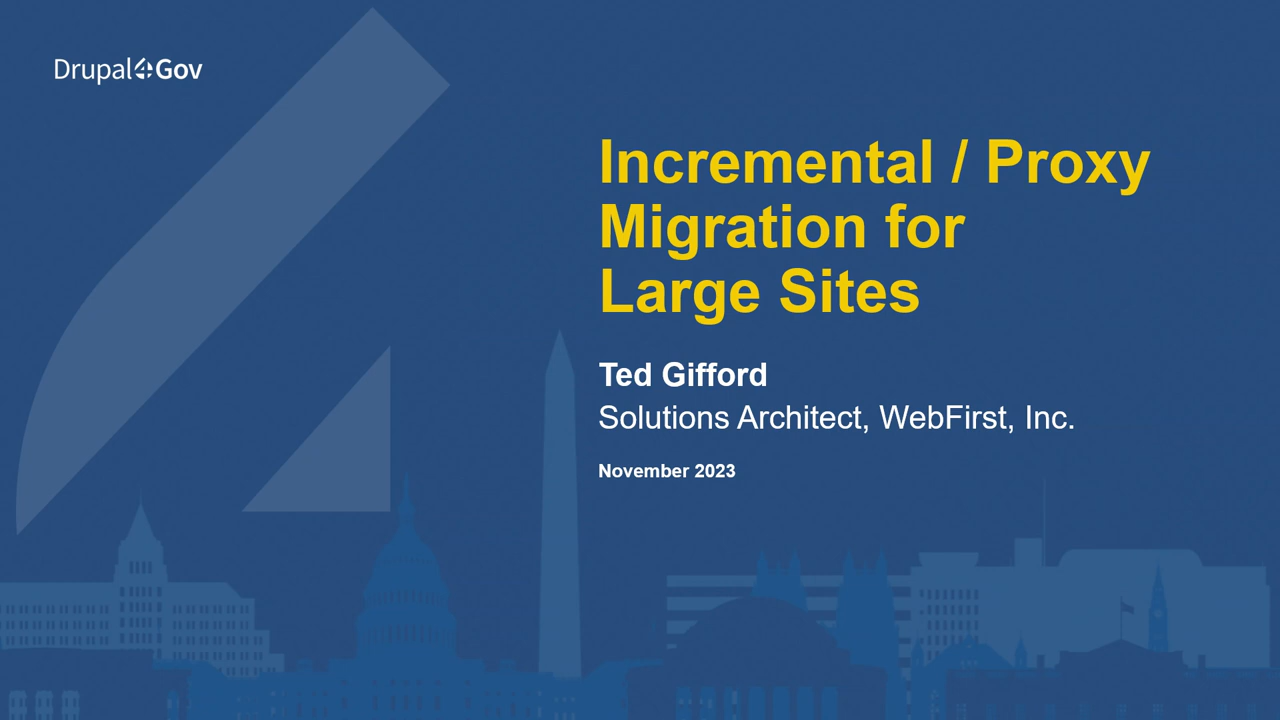 Drupal4Gov
Incremental / Proxy
Migration for
Large Sites
Ted Gifford
Solutions Architect, WebFirst, Inc.
November 2023